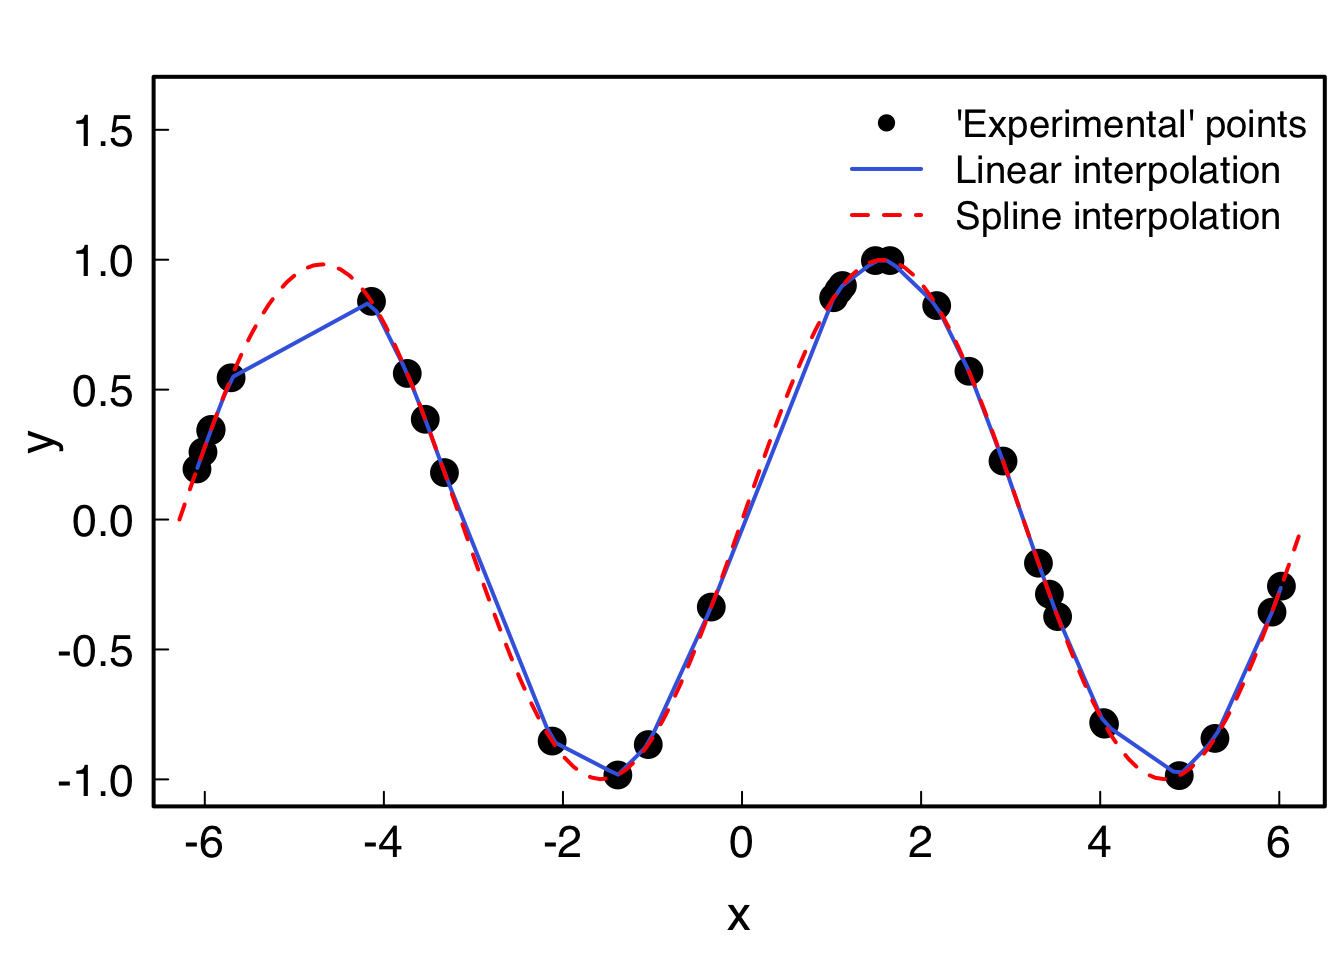 'Experimental' points
Linear interpolation
Spline interpolation
1.5
1.0
0.5
0.0
-0.5
-1.0
y
-6 -4 -2 0 2 4 6
x